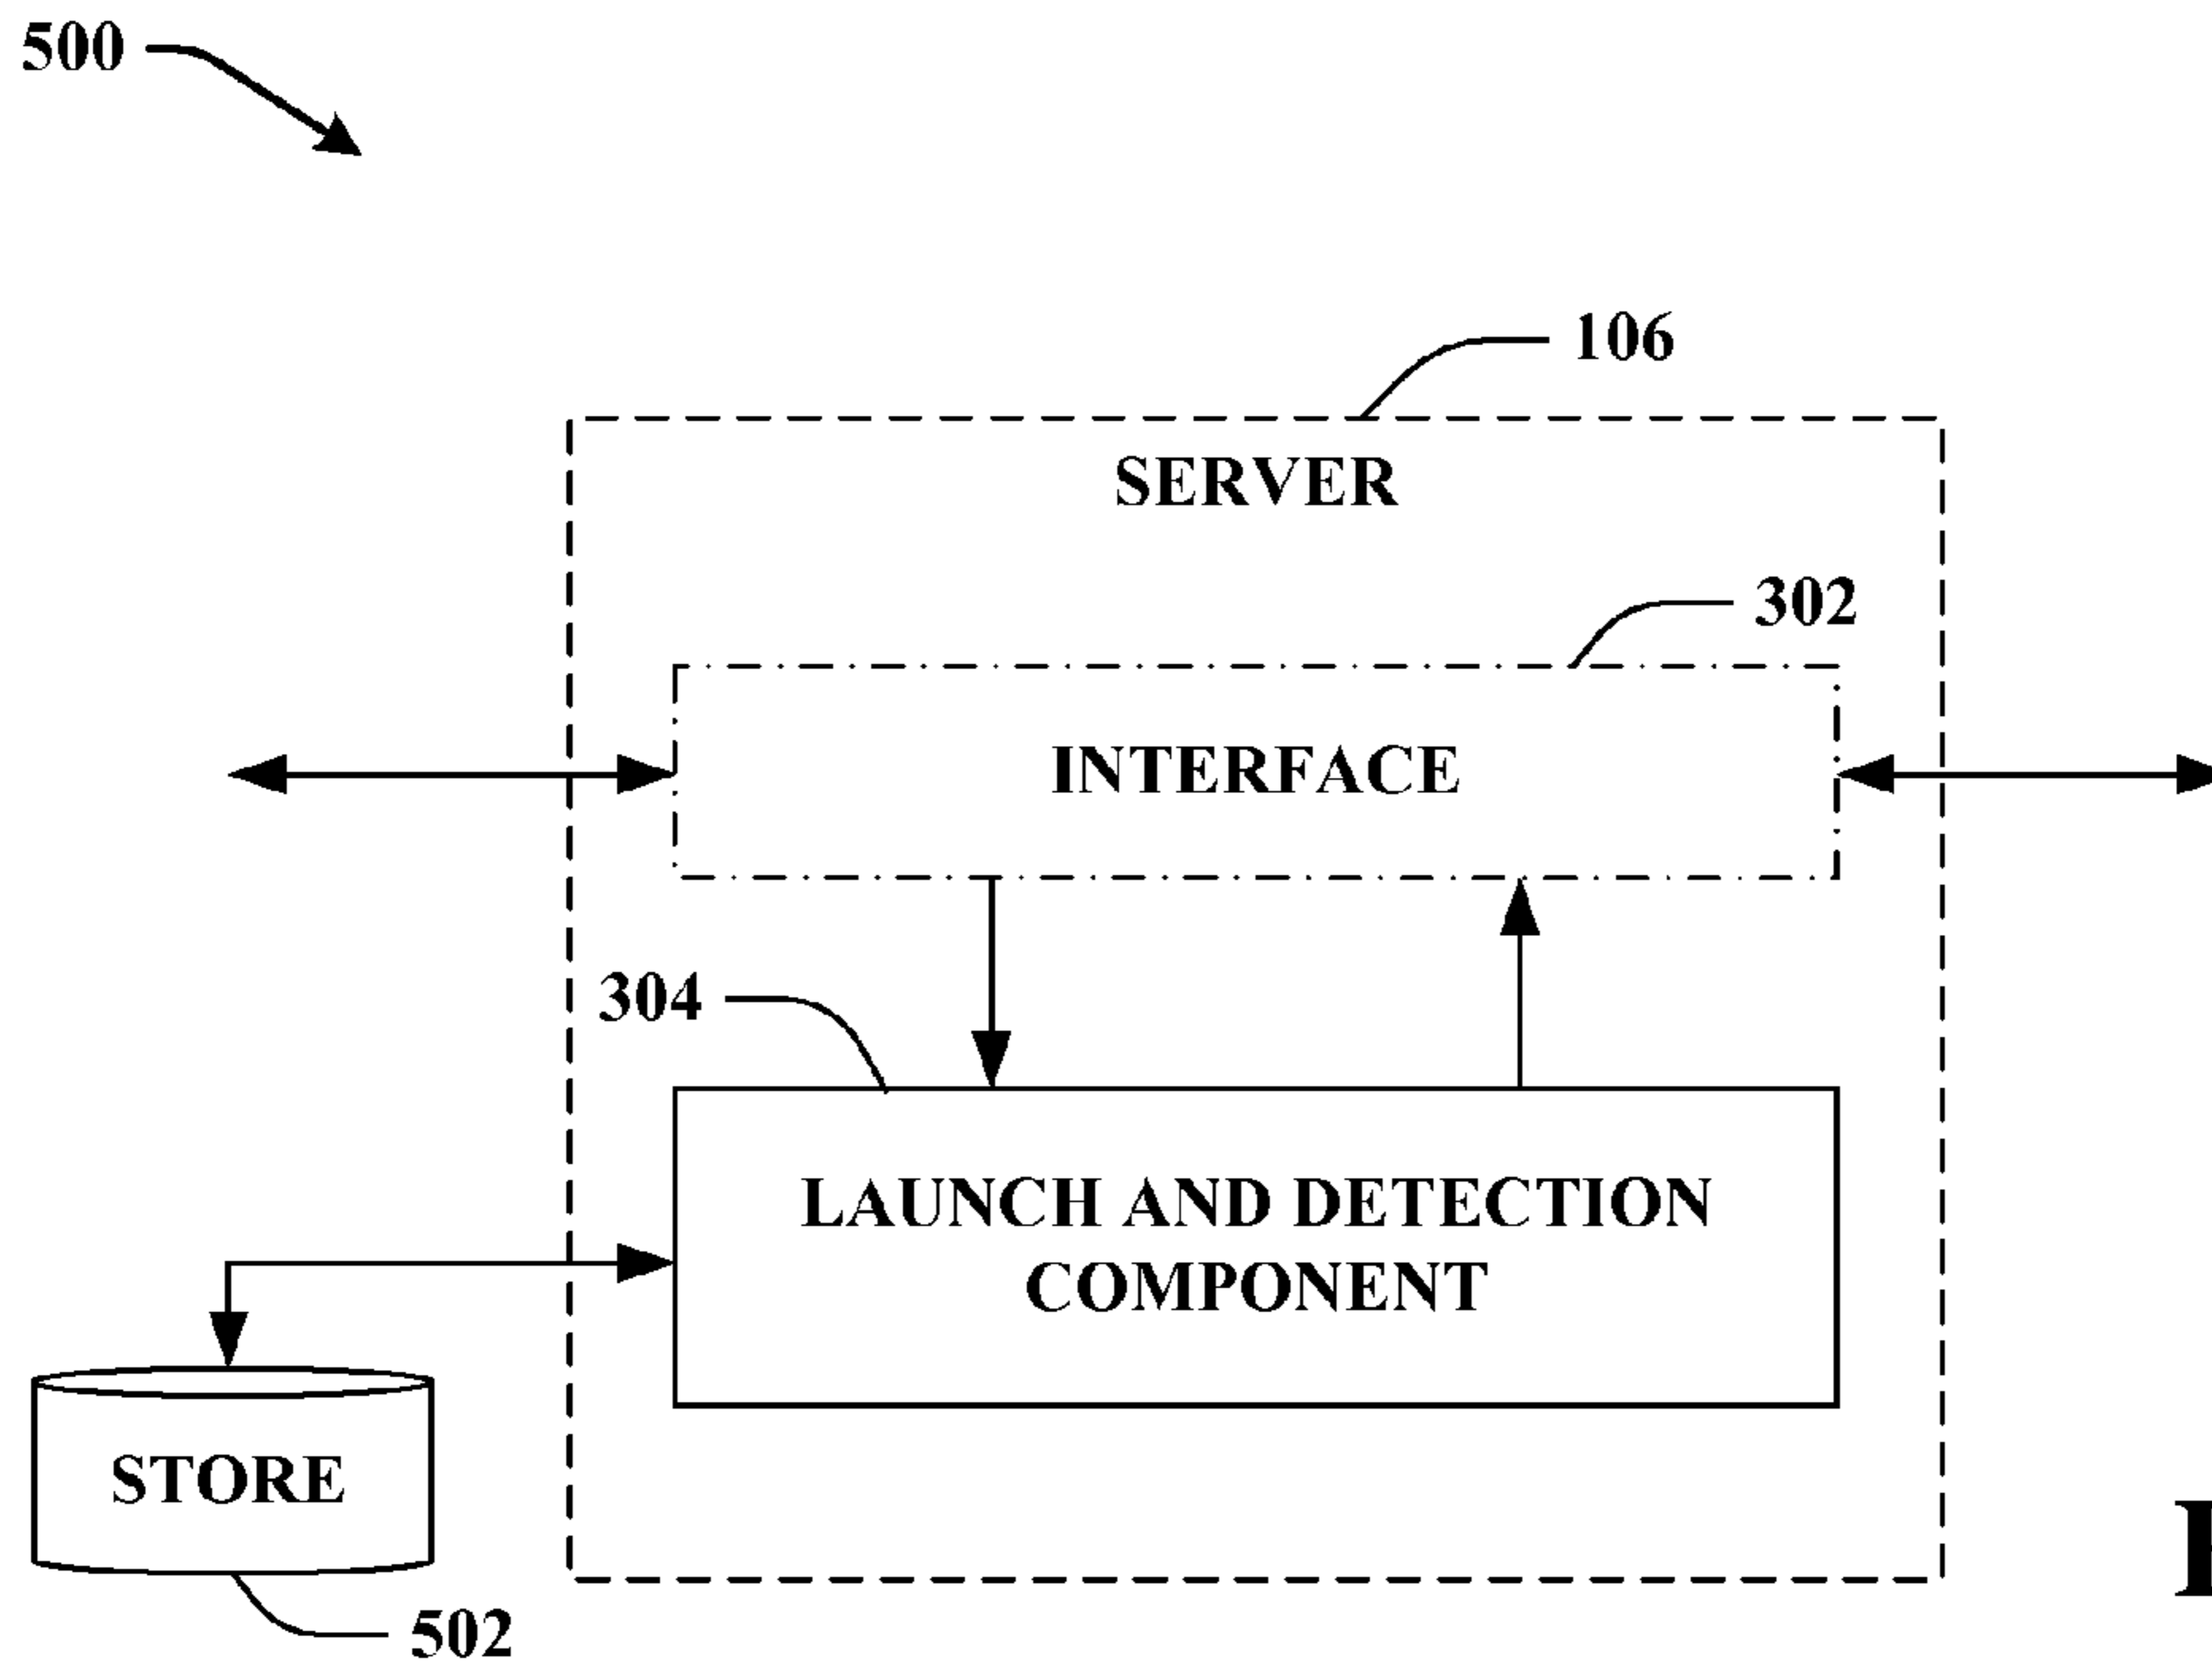 500
106
SERVER
302
INTERFACE
304
LAUNCH AND DETECTION
COMPONENT
STORE
502